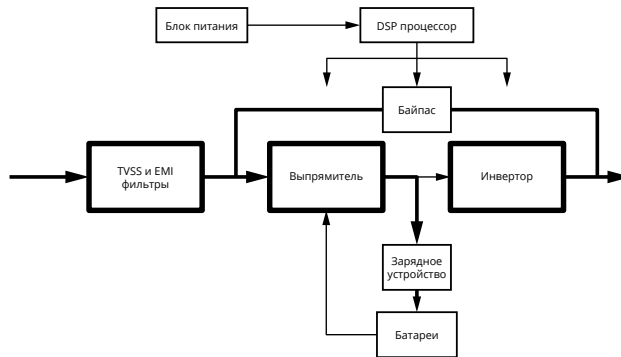 Блок питания
DSP процессор
Байпас
TVSS и EMI
фильтры
Выпрямитель
Инвертор
Зарядное
устройство
Батареи